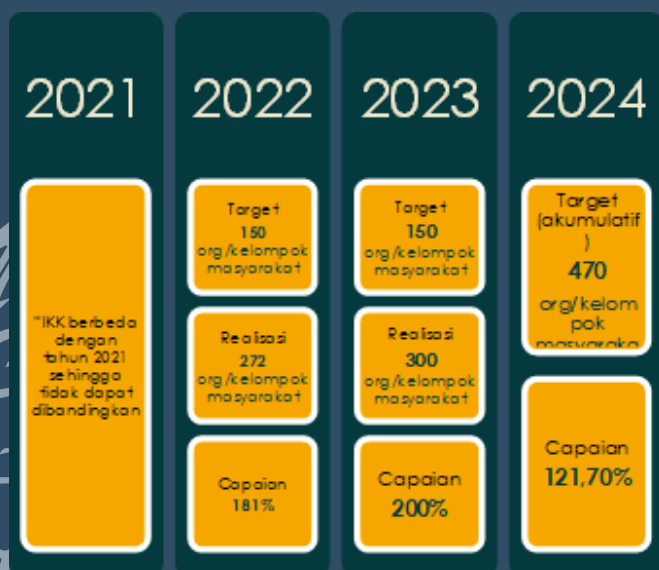 2021
"IKK berbeda
dengan
tahun 2021
sehingga
tidak dapat
dibandingkan
2022
Target
150
org/kelompok
masyarakat
Realisasi
272
org/kelompok
masyarakat
Capaian
181%
2023
Target
150
org/kelompok
masyarakat
Realisasi
300
org/kelompok
masyarakat
Capaian
200%
2024
Target
(akumulatif
)
470
org/kelom
pok
masyaraka
Capaian
121,70%